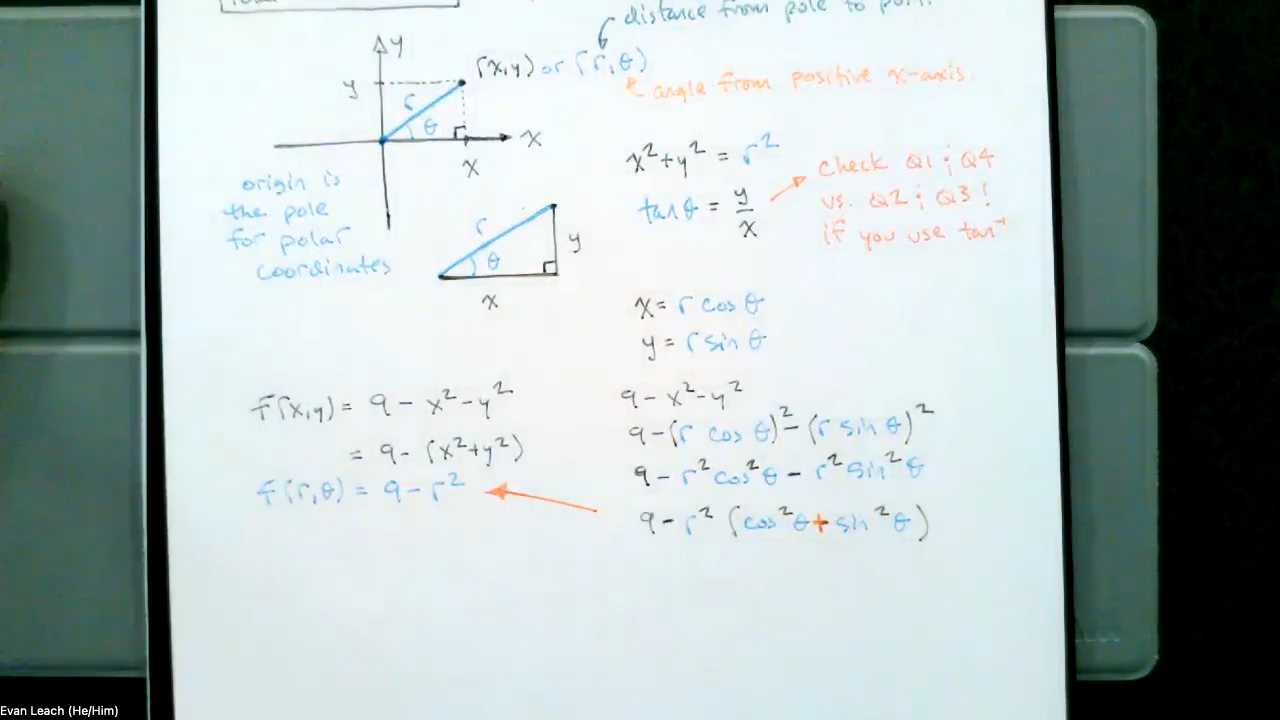 distance from pole to
y
(x,y) or (r,θ)
y
angle from positive x-axis.
r
θ
x
x
x² + y² = r²
check Q1 & Q4
origin is
the pole
for polar
coordinates
tan θ = y/x
vs. Q2 & Q3!
if you use tan⁻¹
r
y
θ
x
x = r cos θ
y = r sin θ
f(x,y) = 9 - x² - y²
= 9 - (x² + y²)
f(r,θ) = 9 - r²
9 - x² - y²
9 - (r cos θ)² - (r sin θ)²
9 - r² cos² θ - r² sin² θ
9 - r² (cos² θ + sin² θ)
Evan Leach (He/Him)